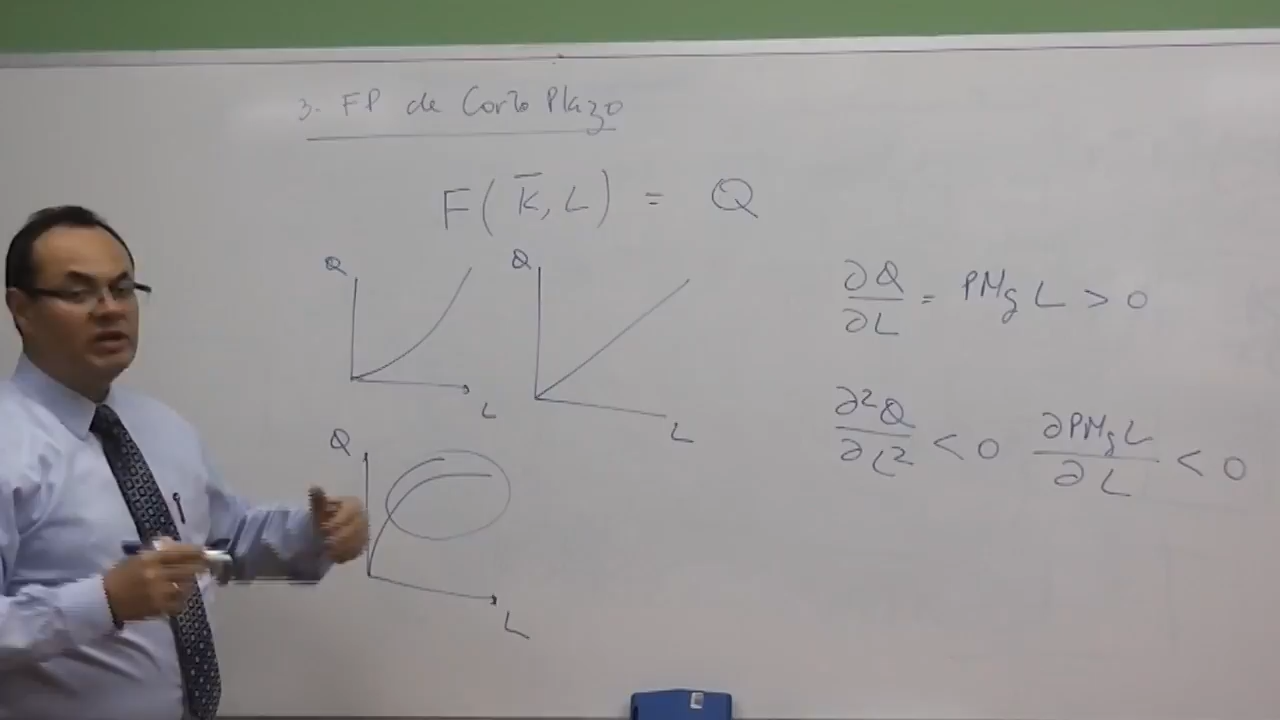 3. FP de Corto Plazo
F(K̅, L) = Q
Q
L
Q
L
Q
L
∂Q/∂L = PMg L > 0
∂²Q/∂L² < 0 ∂PMg L/∂L < 0